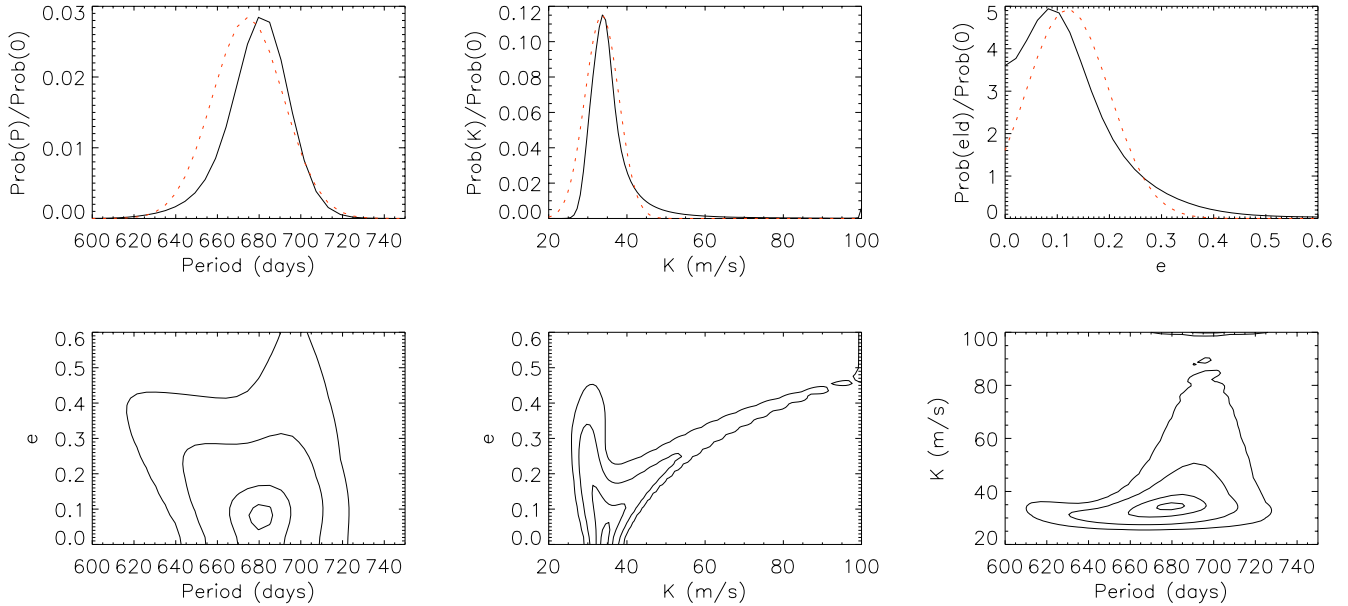 Prob(P)/Prob(0)
0.03
0.02
0.01
0.00
600 620 640 660 680 700 720 740
Period (days)
Prob(K)/Prob(0)
0.12
0.10
0.08
0.06
0.04
0.02
0.00
20 40 60 80 100
K (m/s)
Prob(eld)/Prob(0)
5
4
3
2
1
0
0.0 0.1 0.2 0.3 0.4 0.5 0.6
e
e
0.6
0.5
0.4
0.3
0.2
0.1
0.0
600 620 640 660 680 700 720 740
Period (days)
e
0.6
0.5
0.4
0.3
0.2
0.1
0.0
20 40 60 80 100
K (m/s)
K (m/s)
100
80
60
40
20
600 620 640 660 680 700 720 740
Period (days)